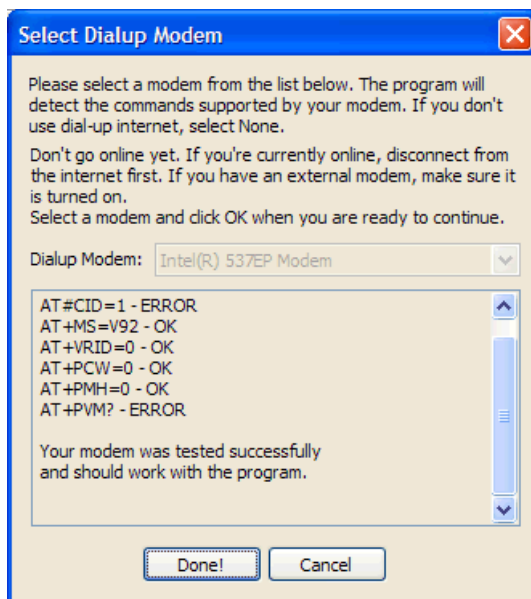 Select Dialup Modem
Please select a modem from the list below. The program will
detect the commands supported by your modem. If you don't
use dial-up internet, select None.
Don't go online yet. If you're currently online, disconnect from
the internet first. If you have an external modem, make sure it
is turned on.
Select a modem and click OK when you are ready to continue.
Dialup Modem: Intel(R) 537EP Modem
AT#CID=1 - ERROR
AT+MS=V92 - OK
AT+VRID=0 - OK
AT+PCW=0 - OK
AT+PMH=0 - OK
AT+PVM? - ERROR
Your modem was tested successfully
and should work with the program.
Done! Cancel